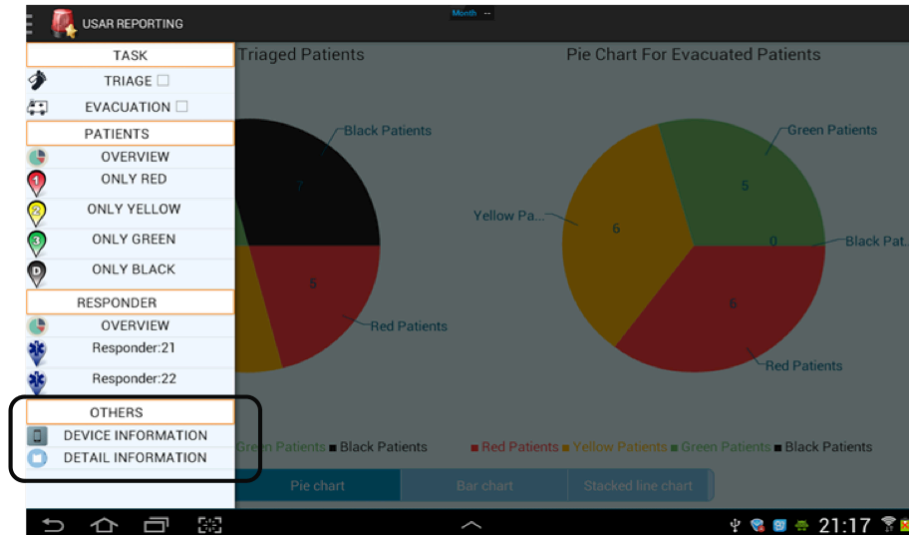 Month --
USAR REPORTING
TASK
TRIAGE
EVACUATION
PATIENTS
OVERVIEW
1 ONLY RED
2 ONLY YELLOW
3 ONLY GREEN
D ONLY BLACK
RESPONDER
OVERVIEW
Responder:21
Responder:22
OTHERS
DEVICE INFORMATION
DETAIL INFORMATION
Triaged Patients
Black Patients
7
Red Patients
Green Patients Black Patients
Pie Chart For Evacuated Patients
Green Patients
5
Yellow Pa...
6
0
Black Pat.
6
Red Patients
Red Patients Yellow Patients Green Patients Black Patients
Pie chart
Bar chart
Stacked line chart
21:17